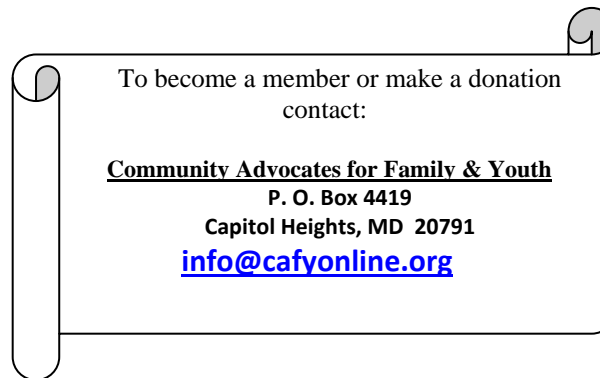 To become a member or make a donation
contact:
Community Advocates for Family & Youth
P. O. Box 4419
Capitol Heights, MD  20791
info@cafyonline.org